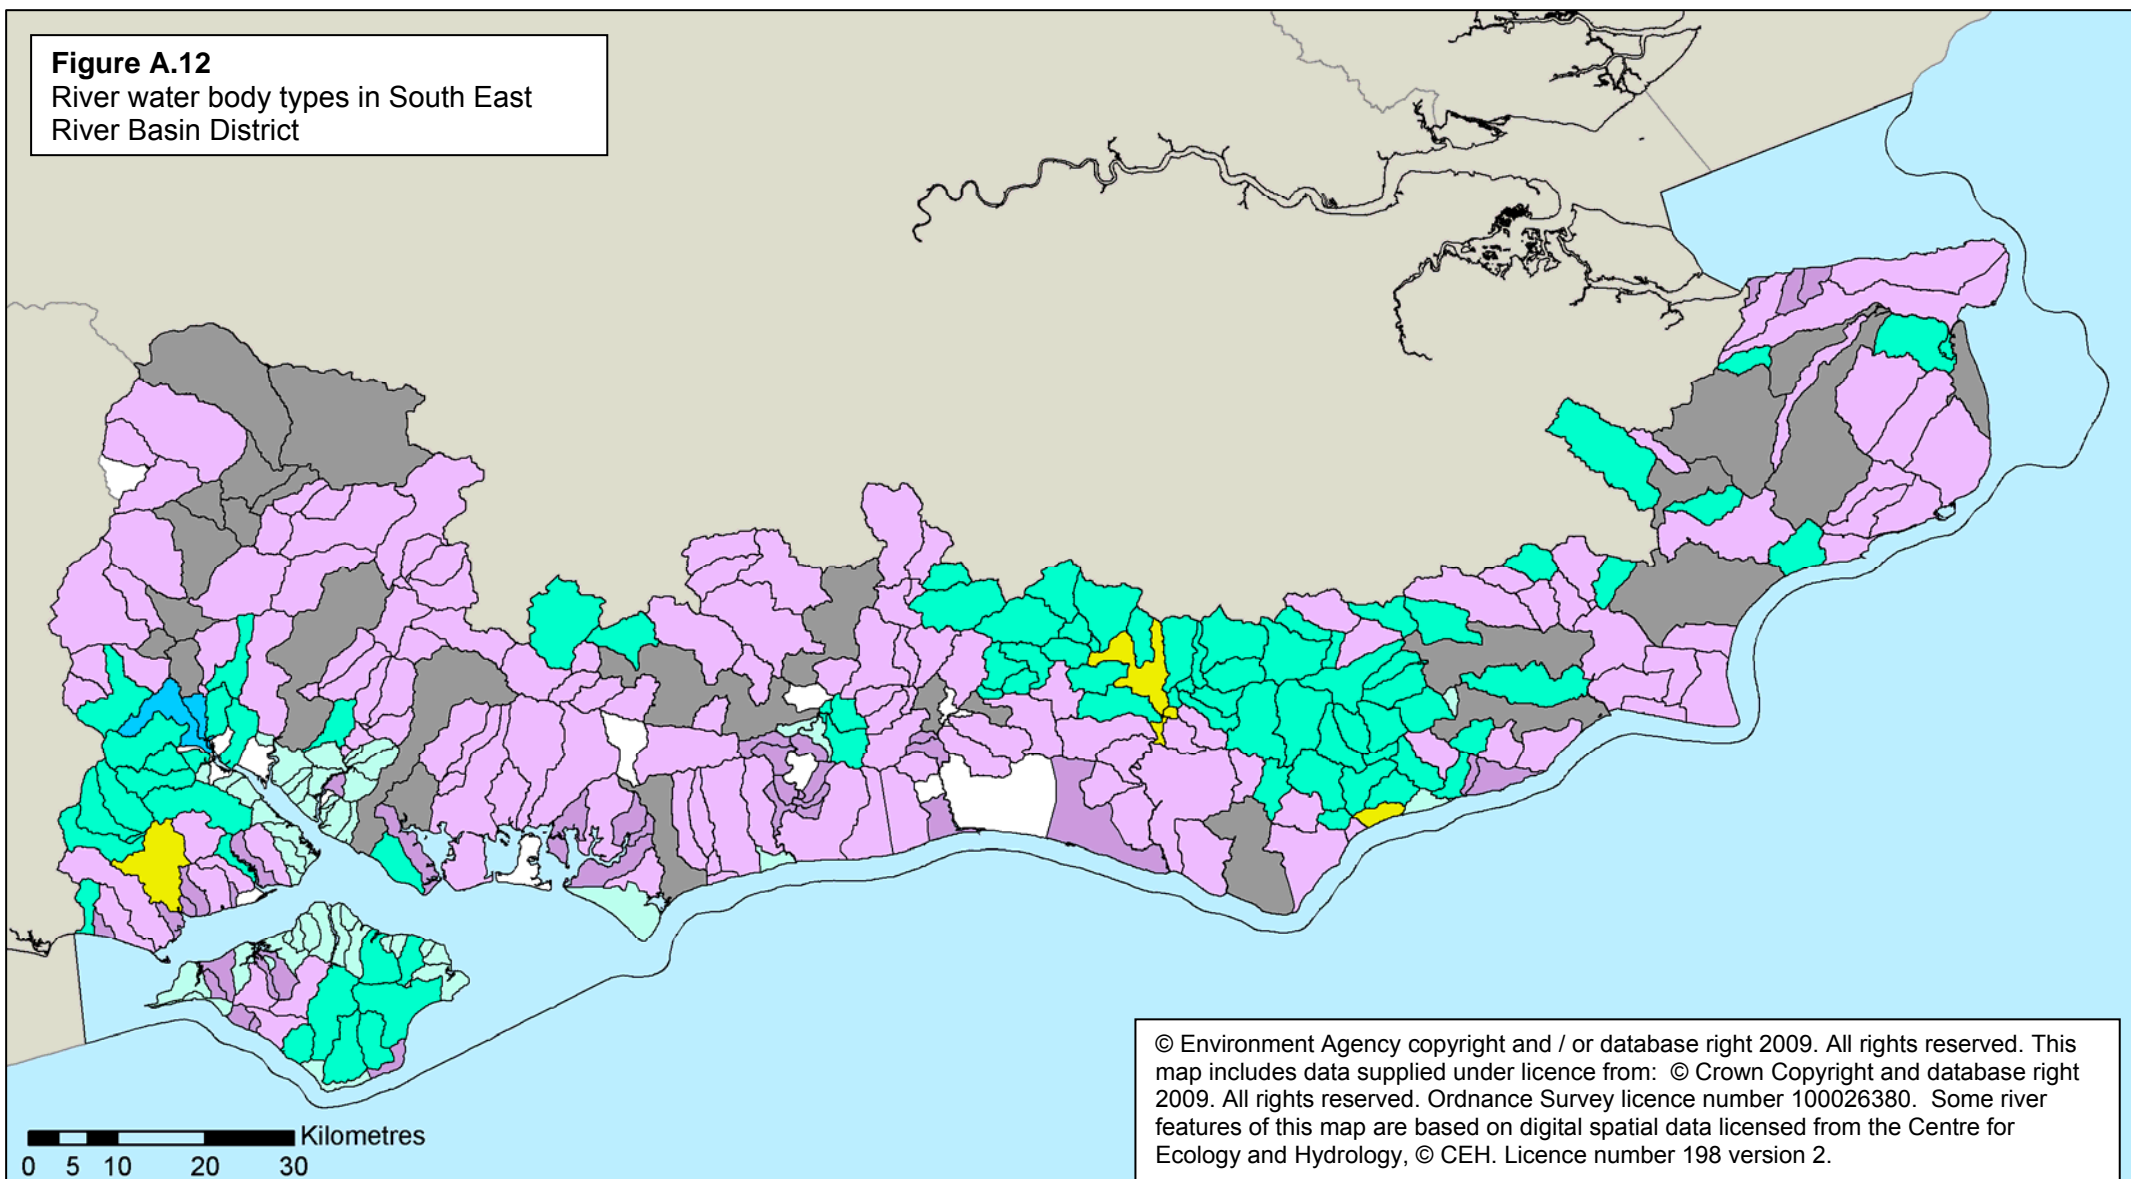 Figure A.12
River water body types in South East
River Basin District
© Environment Agency copyright and / or database right 2009. All rights reserved. This
map includes data supplied under licence from:  © Crown Copyright and database right
2009. All rights reserved. Ordnance Survey licence number 100026380.  Some river
features of this map are based on digital spatial data licensed from the Centre for
Ecology and Hydrology, © CEH. Licence number 198 version 2.
Kilometres
0 5 10 20 30